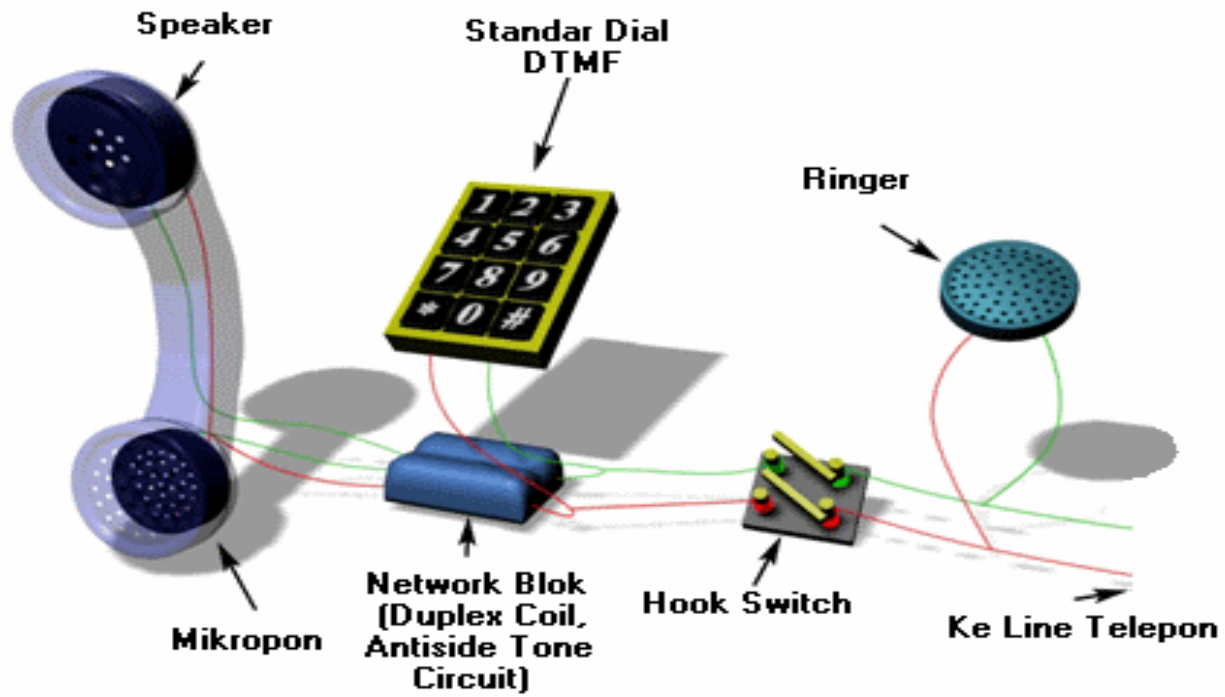 Speaker
Standar Dial
DTMF
Ringer
1 2 3
4 5 6
7 8 9
* 0 #
Network Blok
(Duplex Coil,
Antiside Tone
Circuit)
Hook Switch
Mikropon
Ke Line Telepon